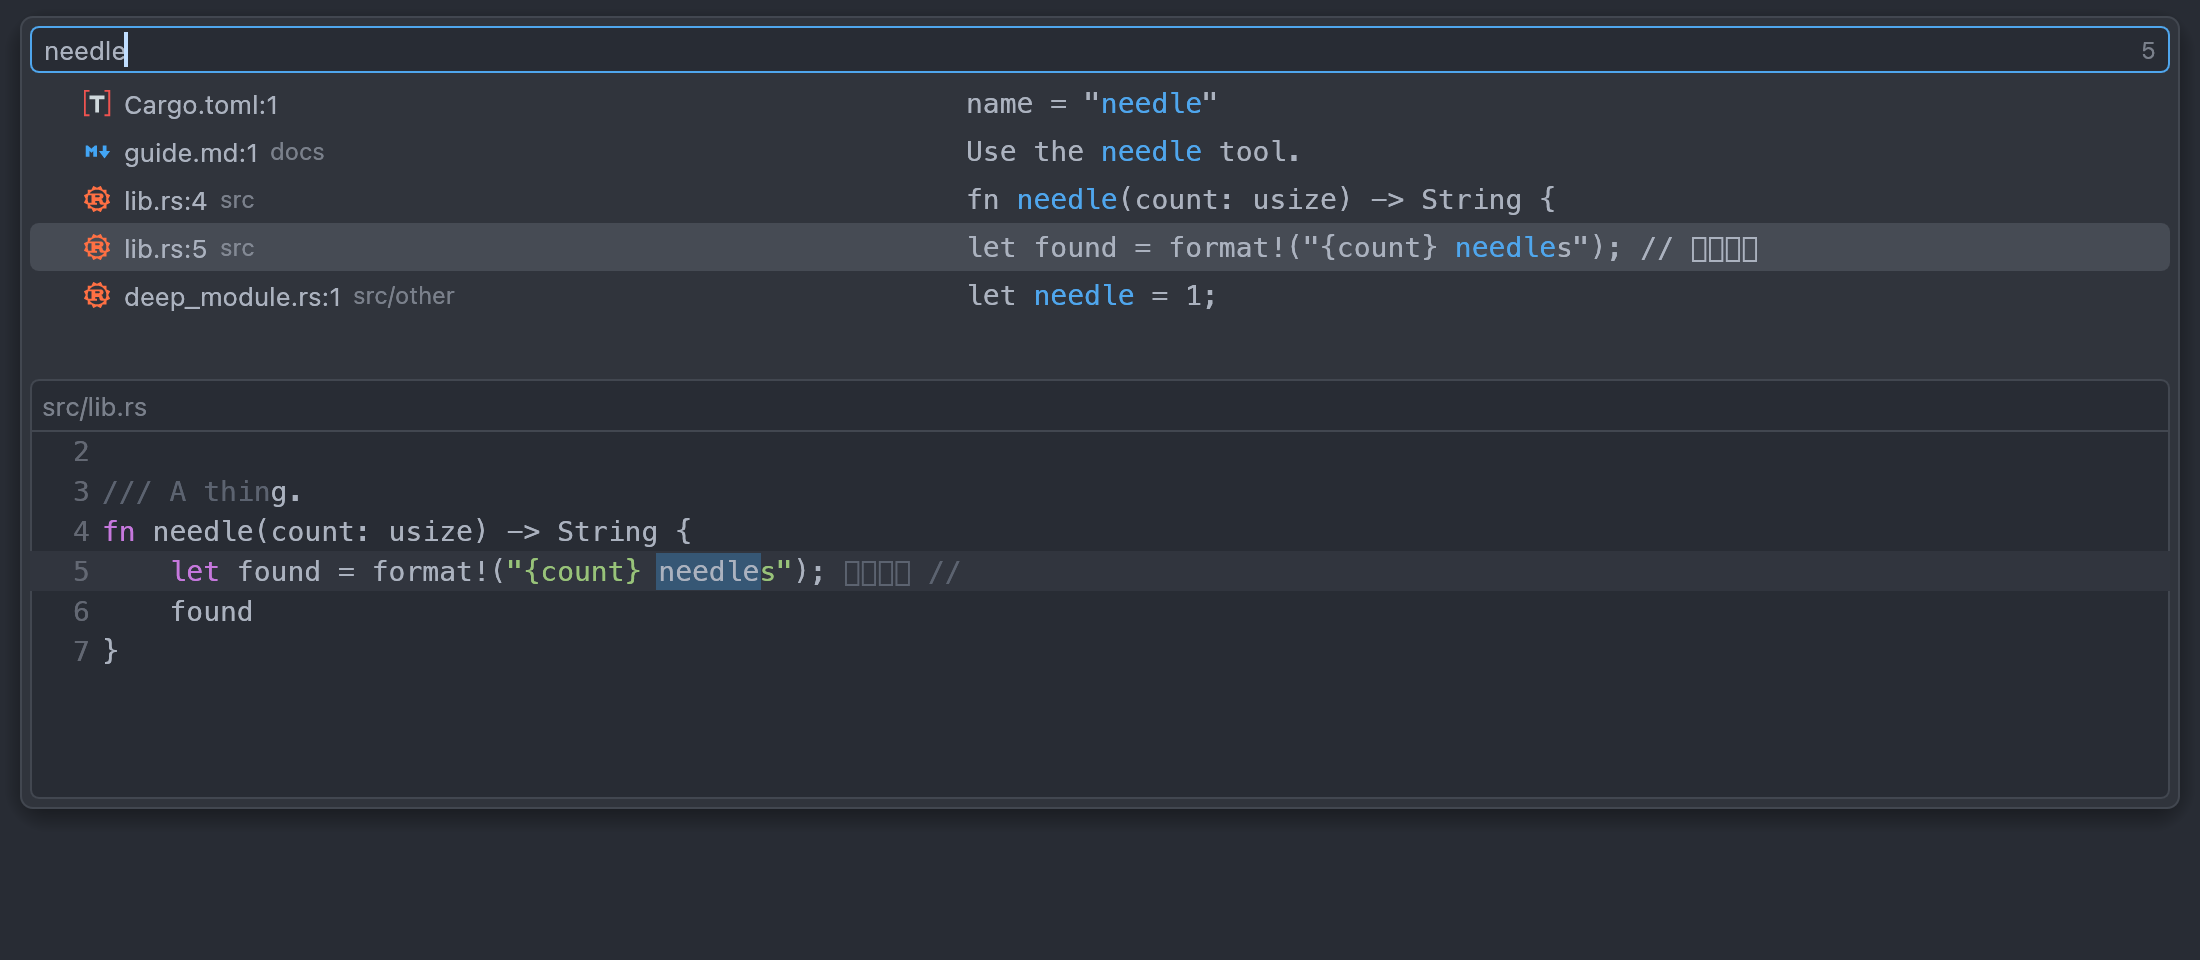 needle 5
Cargo.toml:1 name = "needle"
guide.md:1 docs Use the needle tool.
lib.rs:4 src fn needle(count: usize) -> String {
lib.rs:5 src let found = format!("{count} needles"); //
deep_module.rs:1 src/other let needle = 1;
src/lib.rs
2
3 /// A thing.
4 fn needle(count: usize) -> String {
5 let found = format!("{count} needles"); //
6 found
7 }